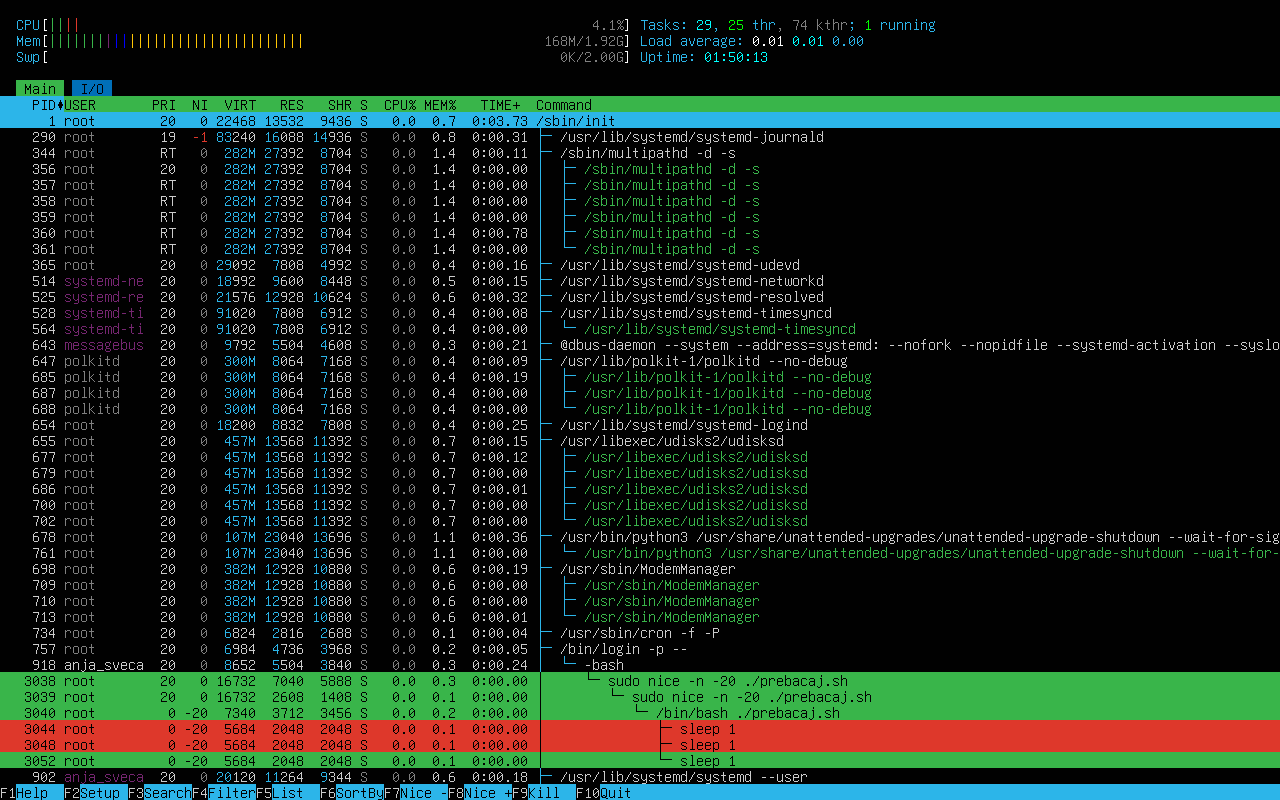 CPU[|||| 4.1%] Tasks: 29, 25 thr, 74 kthr; 1 running
Mem[|||||||||||||||||||||||||||||||| 168M/1.92G] Load average: 0.01 0.01 0.00
Swp[ 0K/2.00G] Uptime: 01:50:13
Main I/O
PID♦USER PRI NI VIRT RES SHR S CPU% MEM% TIME+ Command
1 root 20 0 22468 13532 9436 S 0.0 0.7 0:03.73 /sbin/init
290 root 19 -1 83240 16088 14936 S 0.0 0.8 0:00.31 ├─ /usr/lib/systemd/systemd-journald
344 root RT 0 282M 27392 8704 S 0.0 1.4 0:00.11 ├─ /sbin/multipathd -d -s
356 root 20 0 282M 27392 8704 S 0.0 1.4 0:00.00 │ ├─ /sbin/multipathd -d -s
357 root RT 0 282M 27392 8704 S 0.0 1.4 0:00.00 │ ├─ /sbin/multipathd -d -s
358 root RT 0 282M 27392 8704 S 0.0 1.4 0:00.00 │ ├─ /sbin/multipathd -d -s
359 root RT 0 282M 27392 8704 S 0.0 1.4 0:00.00 │ ├─ /sbin/multipathd -d -s
360 root RT 0 282M 27392 8704 S 0.0 1.4 0:00.78 │ ├─ /sbin/multipathd -d -s
361 root RT 0 282M 27392 8704 S 0.0 1.4 0:00.00 │ └─ /sbin/multipathd -d -s
365 root 20 0 29092 7808 4992 S 0.0 0.4 0:00.16 ├─ /usr/lib/systemd/systemd-udevd
514 systemd-ne 20 0 18992 9600 8448 S 0.0 0.5 0:00.15 ├─ /usr/lib/systemd/systemd-networkd
525 systemd-re 20 0 21576 12928 10624 S 0.0 0.6 0:00.32 ├─ /usr/lib/systemd/systemd-resolved
528 systemd-ti 20 0 91020 7808 6912 S 0.0 0.4 0:00.08 ├─ /usr/lib/systemd/systemd-timesyncd
564 systemd-ti 20 0 91020 7808 6912 S 0.0 0.4 0:00.00 │ └─ /usr/lib/systemd/systemd-timesyncd
643 messagebus 20 0 9792 5504 4608 S 0.0 0.3 0:00.21 ├─ @dbus-daemon --system --address=systemd: --nofork --nopidfile --systemd-activation --syslo
647 polkitd 20 0 300M 8064 7168 S 0.0 0.4 0:00.09 ├─ /usr/lib/polkit-1/polkitd --no-debug
685 polkitd 20 0 300M 8064 7168 S 0.0 0.4 0:00.19 │ ├─ /usr/lib/polkit-1/polkitd --no-debug
687 polkitd 20 0 300M 8064 7168 S 0.0 0.4 0:00.00 │ ├─ /usr/lib/polkit-1/polkitd --no-debug
688 polkitd 20 0 300M 8064 7168 S 0.0 0.4 0:00.00 │ └─ /usr/lib/polkit-1/polkitd --no-debug
654 root 20 0 18200 8832 7808 S 0.0 0.4 0:00.25 ├─ /usr/lib/systemd/systemd-logind
655 root 20 0 457M 13568 11392 S 0.0 0.7 0:00.15 ├─ /usr/libexec/udisks2/udisksd
677 root 20 0 457M 13568 11392 S 0.0 0.7 0:00.12 │ ├─ /usr/libexec/udisks2/udisksd
679 root 20 0 457M 13568 11392 S 0.0 0.7 0:00.00 │ ├─ /usr/libexec/udisks2/udisksd
686 root 20 0 457M 13568 11392 S 0.0 0.7 0:00.01 │ ├─ /usr/libexec/udisks2/udisksd
700 root 20 0 457M 13568 11392 S 0.0 0.7 0:00.00 │ ├─ /usr/libexec/udisks2/udisksd
702 root 20 0 457M 13568 11392 S 0.0 0.7 0:00.00 │ └─ /usr/libexec/udisks2/udisksd
678 root 20 0 107M 23040 13696 S 0.0 1.1 0:00.36 ├─ /usr/bin/python3 /usr/share/unattended-upgrades/unattended-upgrade-shutdown --wait-for-sig
761 root 20 0 107M 23040 13696 S 0.0 1.1 0:00.00 │ └─ /usr/bin/python3 /usr/share/unattended-upgrades/unattended-upgrade-shutdown --wait-for-
698 root 20 0 382M 12928 10880 S 0.0 0.6 0:00.19 ├─ /usr/sbin/ModemManager
709 root 20 0 382M 12928 10880 S 0.0 0.6 0:00.00 │ ├─ /usr/sbin/ModemManager
710 root 20 0 382M 12928 10880 S 0.0 0.6 0:00.00 │ ├─ /usr/sbin/ModemManager
713 root 20 0 382M 12928 10880 S 0.0 0.6 0:00.01 │ └─ /usr/sbin/ModemManager
734 root 20 0 6824 2816 2688 S 0.0 0.1 0:00.04 ├─ /usr/sbin/cron -f -P
757 root 20 0 6984 4736 3968 S 0.0 0.2 0:00.05 ├─ /bin/login -p --
918 anja_sveca 20 0 8652 5504 3840 S 0.0 0.3 0:00.24 │ └─ -bash
3038 root 20 0 16732 7040 5888 S 0.0 0.3 0:00.00 │ └─ sudo nice -n -20 ./prebacaj.sh
3039 root 20 0 16732 2608 1408 S 0.0 0.1 0:00.00 │ └─ sudo nice -n -20 ./prebacaj.sh
3040 root 0 -20 7340 3712 3456 S 0.0 0.2 0:00.00 │ └─ /bin/bash ./prebacaj.sh
3044 root 0 -20 5684 2048 2048 S 0.0 0.1 0:00.00 │ ├─ sleep 1
3048 root 0 -20 5684 2048 2048 S 0.0 0.1 0:00.00 │ ├─ sleep 1
3052 root 0 -20 5684 2048 2048 S 0.0 0.1 0:00.00 │ └─ sleep 1
902 anja_sveca 20 0 20120 11264 9344 S 0.0 0.6 0:00.18 ├─ /usr/lib/systemd/systemd --user
F1Help F2Setup F3SearchF4FilterF5List F6SortByF7Nice -F8Nice +F9Kill F10Quit